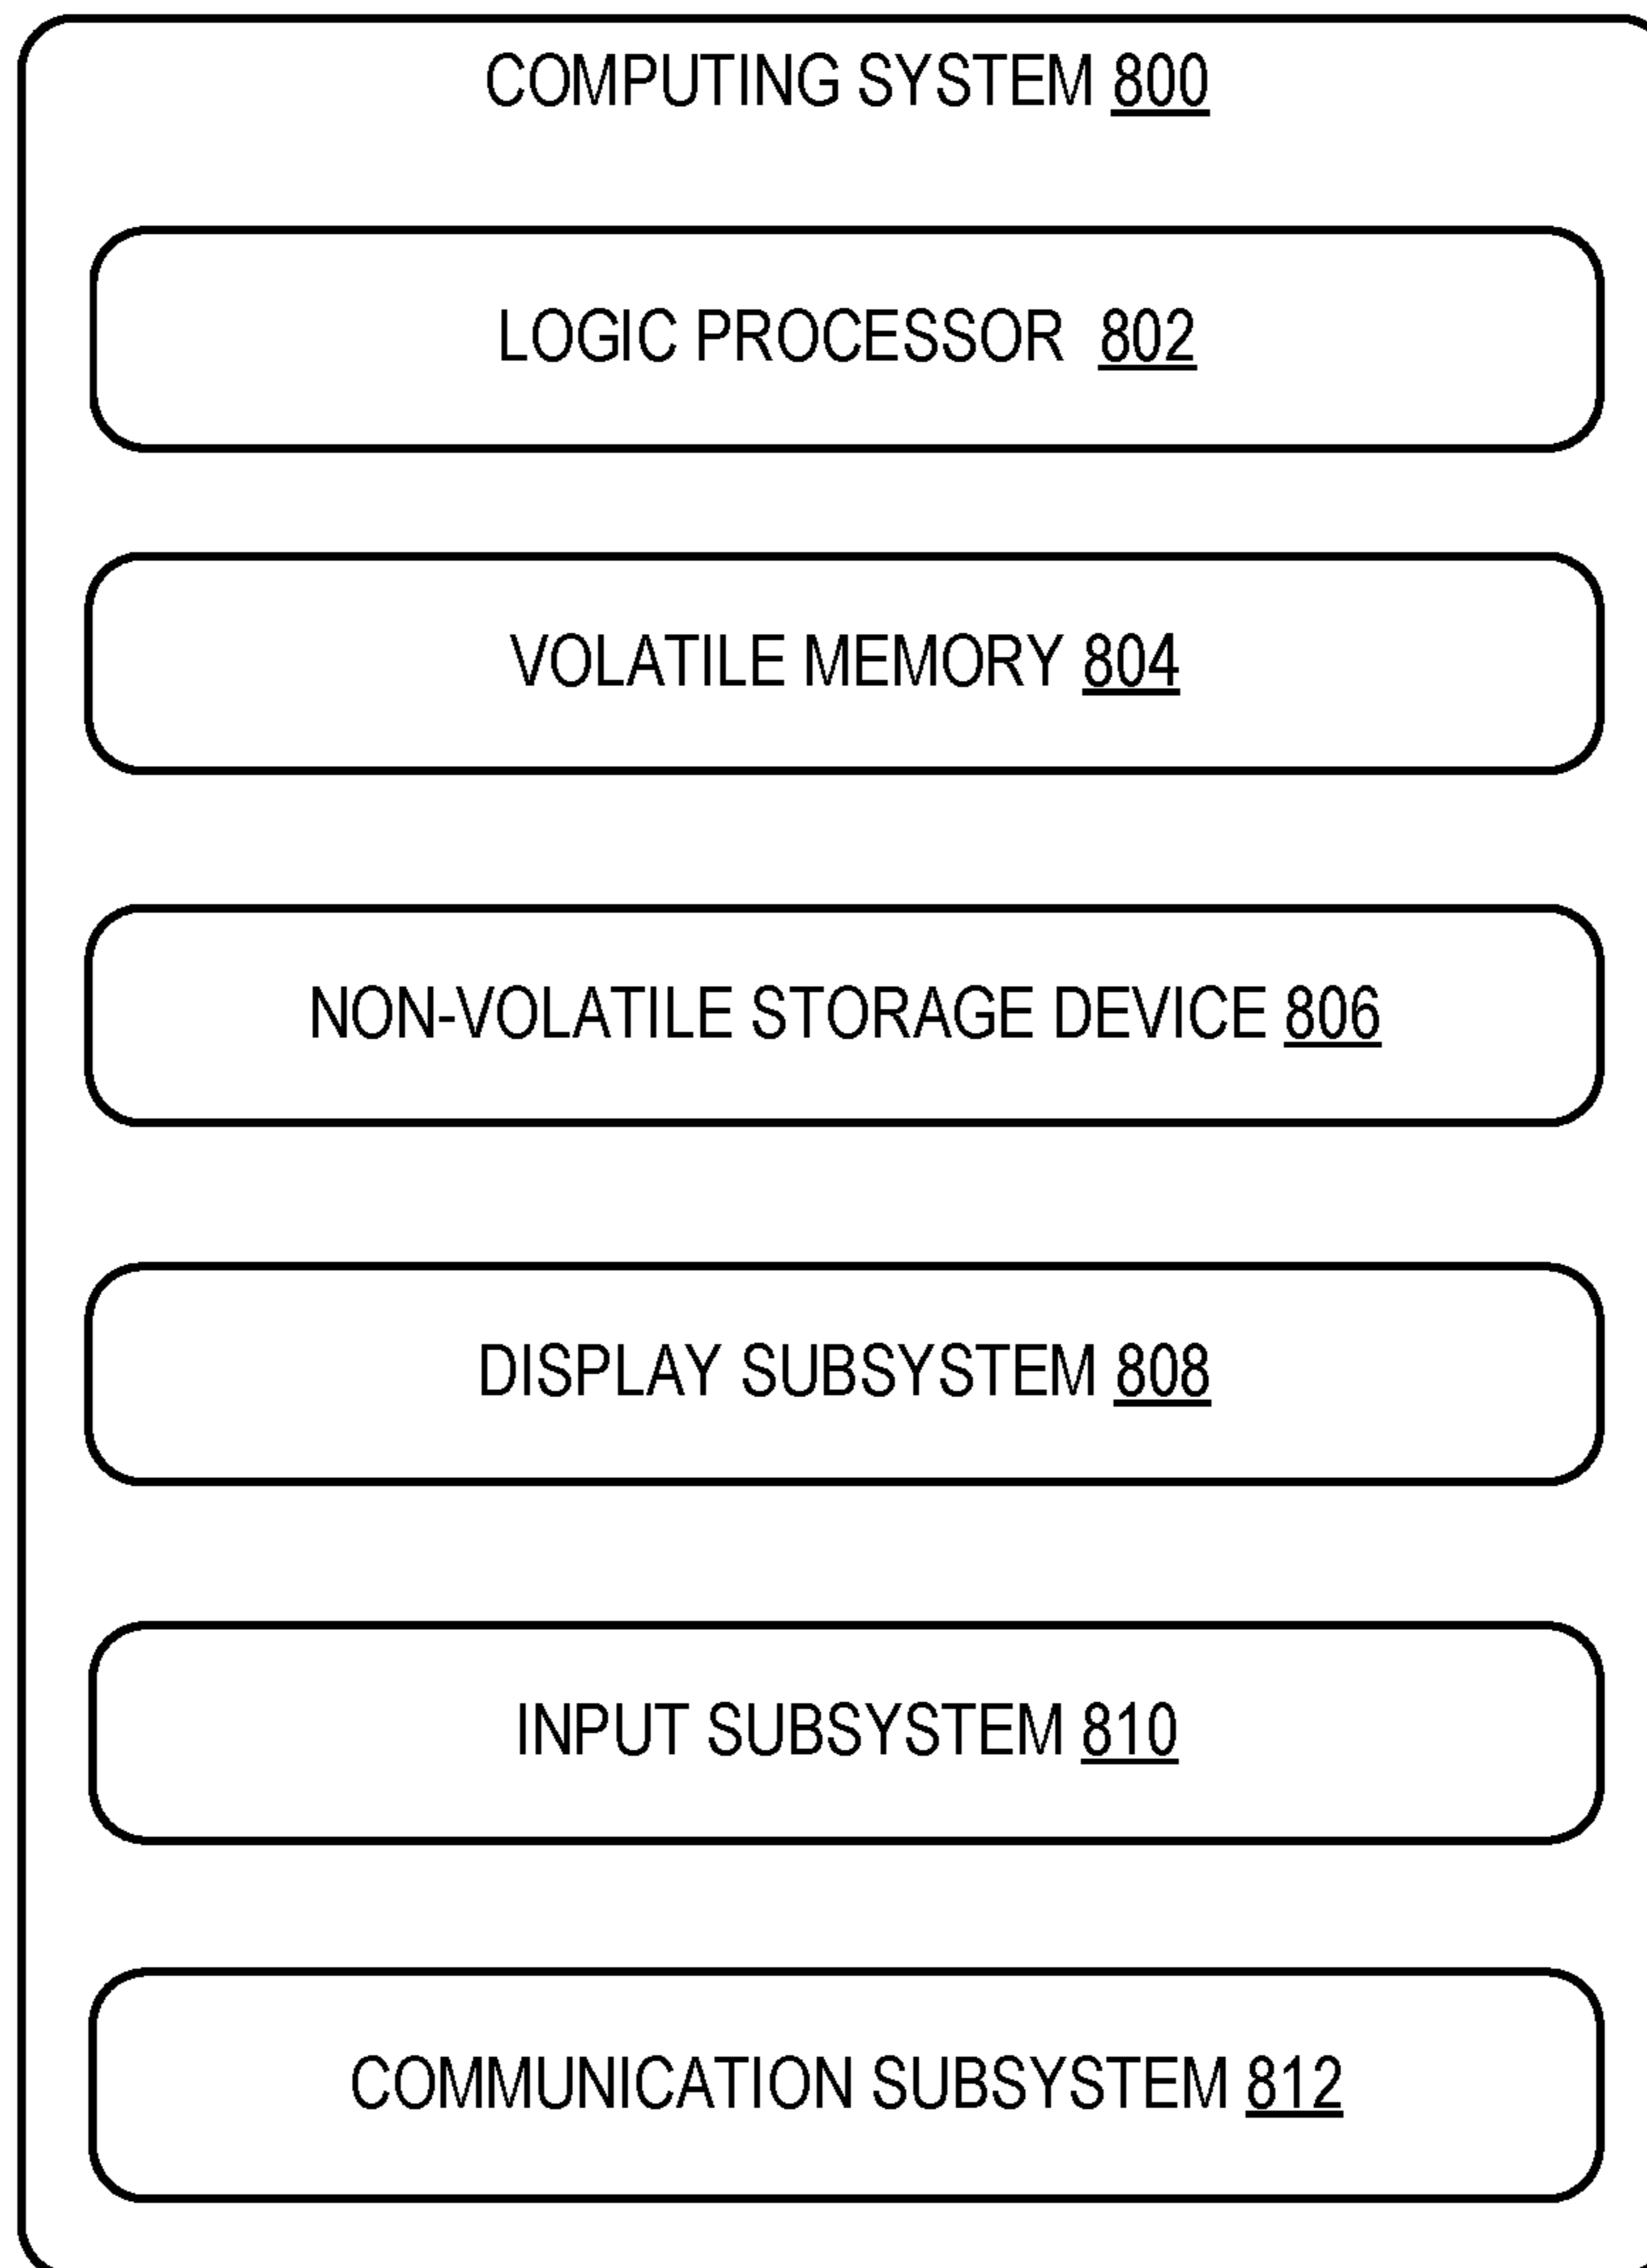 COMPUTING SYSTEM 800
LOGIC PROCESSOR 802
VOLATILE MEMORY 804
NON-VOLATILE STORAGE DEVICE 806
DISPLAY SUBSYSTEM 808
INPUT SUBSYSTEM 810
COMMUNICATION SUBSYSTEM 812